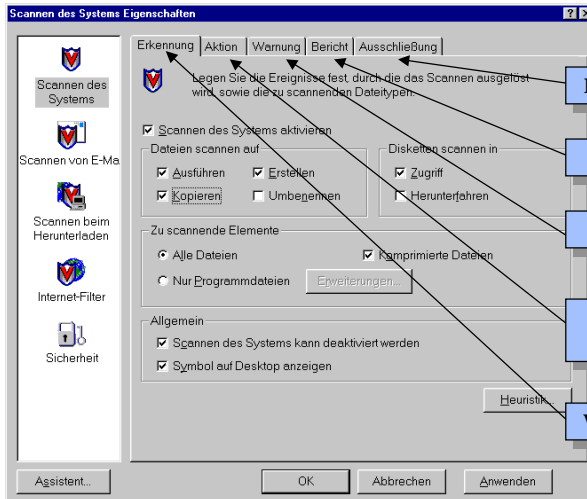 Scannen des Systems Eigenschaften
Erkennung Aktion Warnung Bericht Ausschließung
Legen Sie die Ereignisse fest, durch die das Scannen ausgelöst
wird, sowie die zu scannenden Dateitypen.
Scannen des
Systems
Scannen von E-Ma
Scannen beim
Herunterladen
Internet-Filter
Sicherheit
Scannen des Systems aktivieren
Dateien scannen auf
Ausführen Erstellen
Kopieren Umbenennen
Disketten scannen in
Zugriff
Herunterfahren
Zu scannende Elemente
Alle Dateien Komprimierte Dateien
Nur Programmdateien Erweiterungen...
Allgemein
Scannen des Systems kann deaktiviert werden
Symbol auf Desktop anzeigen
Heuristik...
Assistent... OK Abbrechen Anwenden